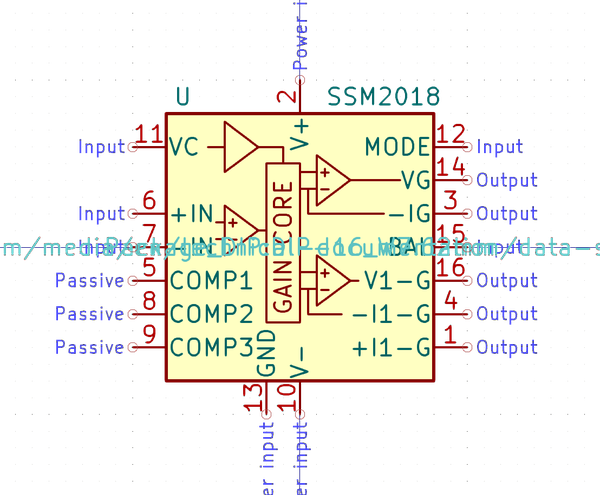 Power i
2
U SSM2018
V+
Input 11 VC MODE 12 Input
14 VG Output
Input 6 +IN -IG 3 Output
GAIN CORE
Input 7 -IN 15 Input
Passive 5 COMP1 V1-G 16 Output
Passive 8 COMP2 -I1-G 4 Output
Passive 9 COMP3 +I1-G 1 Output
GND V-
13 10
er input er input